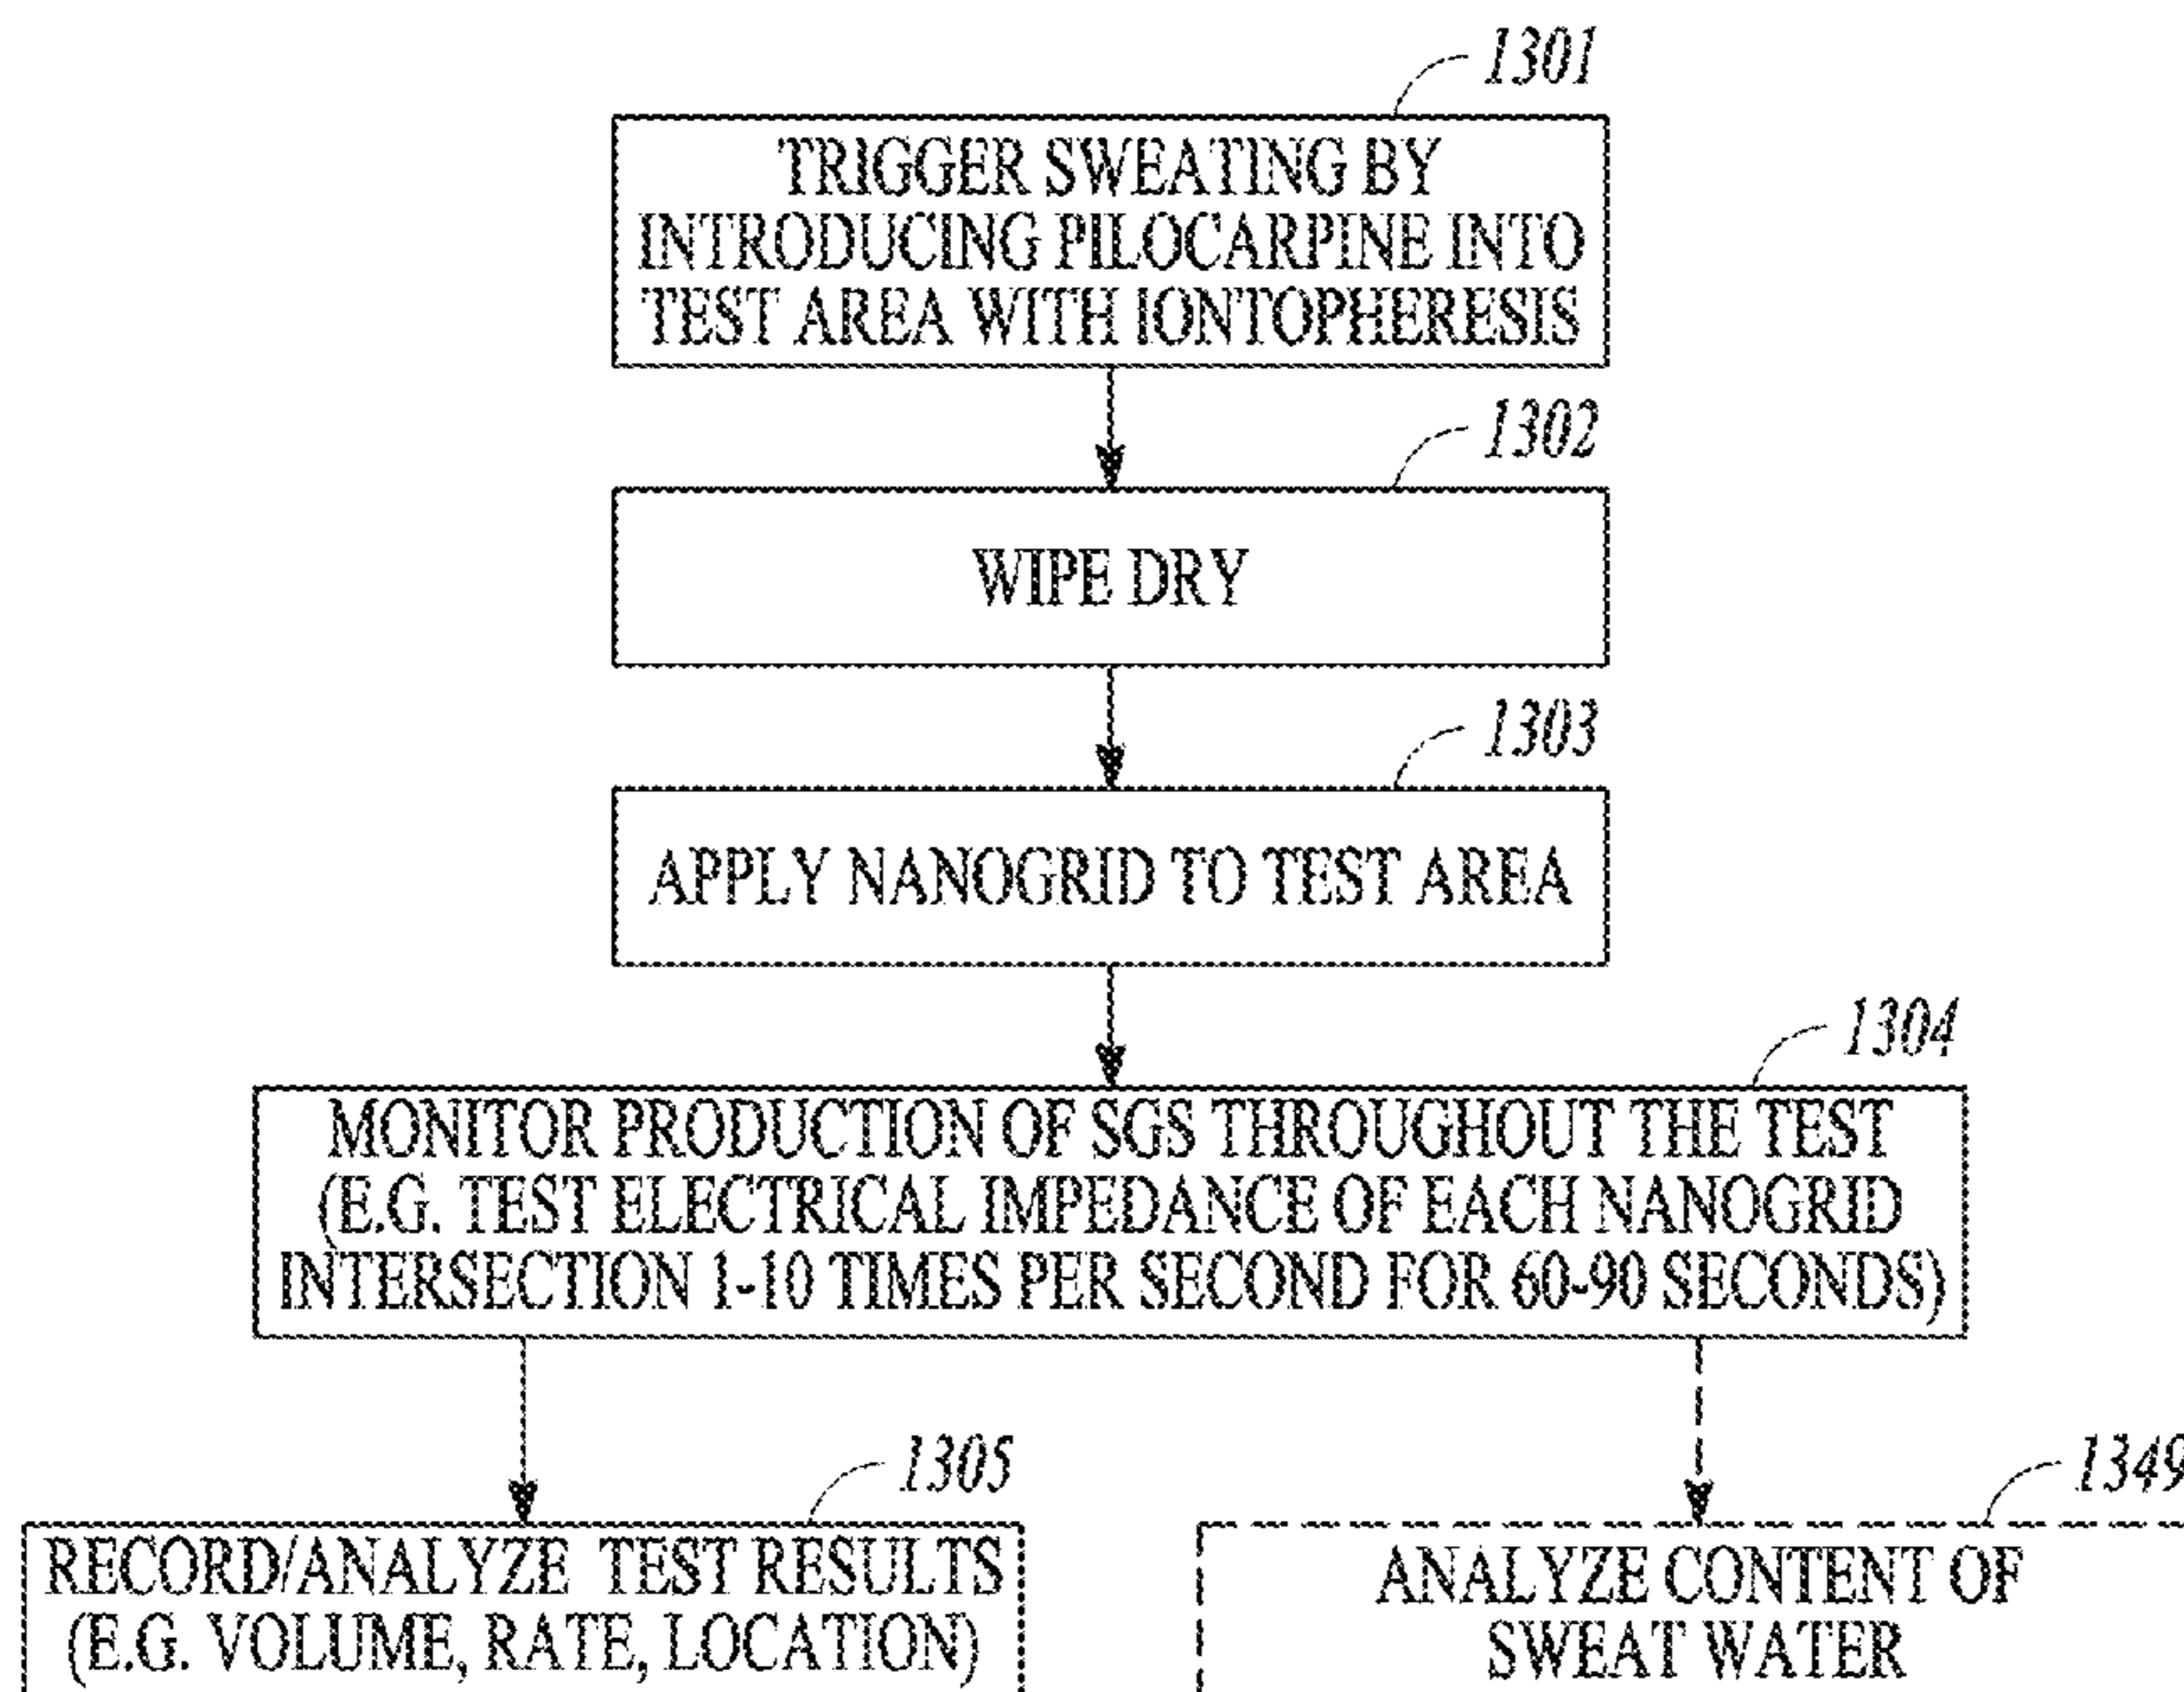 1301
TRIGGER SWEATING BY
INTRODUCING PILOCARPINE INTO
TEST AREA WITH IONTOPHERESIS
1302
WIPE DRY
1303
APPLY NANOGRID TO TEST AREA
1304
MONITOR PRODUCTION OF SGS THROUGHOUT THE TEST
(E.G. TEST ELECTRICAL IMPEDANCE OF EACH NANOGRID
INTERSECTION 1-10 TIMES PER SECOND FOR 60-90 SECONDS)
1305
RECORD/ANALYZE TEST RESULTS
(E.G. VOLUME, RATE, LOCATION)
1349
ANALYZE CONTENT OF
SWEAT WATER